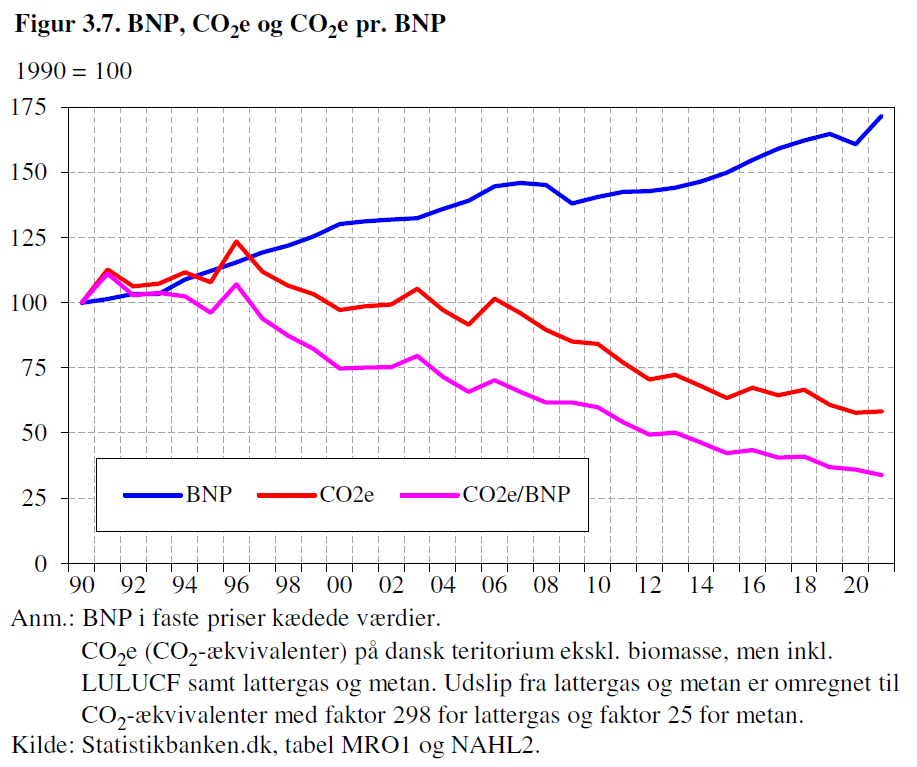 Figur 3.7. BNP, CO₂e og CO₂e pr. BNP
1990 = 100
175
150
125
100
75
50
25
0
BNP CO2e CO2e/BNP
90 92 94 96 98 00 02 04 06 08 10 12 14 16 18 20
Anm.: BNP i faste priser kædede værdier.
CO₂e (CO₂-ækvivalenter) på dansk teritorium ekskl. biomasse, men inkl.
LULUCF samt lattergas og metan. Udslip fra lattergas og metan er omregnet til
CO₂-ækvivalenter med faktor 298 for lattergas og faktor 25 for metan.
Kilde: Statistikbanken.dk, tabel MRO1 og NAHL2.